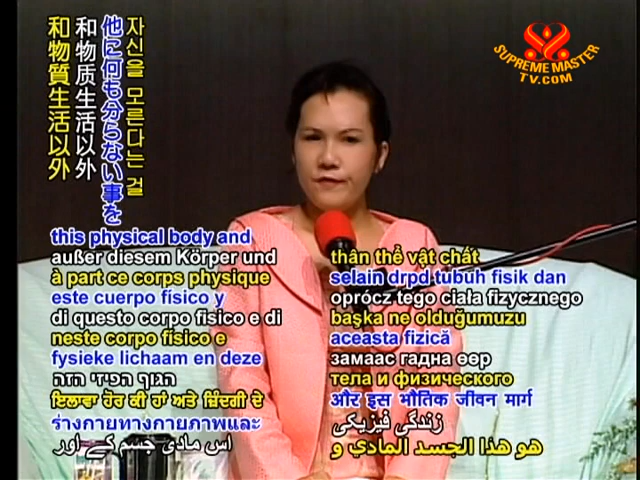 자신을 모른다는 걸
他に何も分らない事を
和物质生活以外
和物質生活以外
SUPREME MASTER
TV.COM
this physical body and
außer diesem Körper und
à part ce corps physique
este cuerpo físico y
di questo corpo fisico e di
neste corpo físico e
fysieke lichaam en deze
הגוף הפיזי הזה
ਇਲਾਵਾ ਹੋਰ ਕੀ ਹਾਂ ਅਤੇ ਜ਼ਿੰਦਗੀ ਦੇ
ร่างกายทางกายภาพและ
اس مادی جسم کے اور
thân thể vật chất
selain drpd tubuh fisik dan
oprócz tego ciała fizycznego
başka ne olduğumuzu
aceasta fizică
замаас гадна өөр
тела и физического
और इस भौतिक जीवन मार्ग
زندگی فیزیکی
هو هذا الجسد المادي و